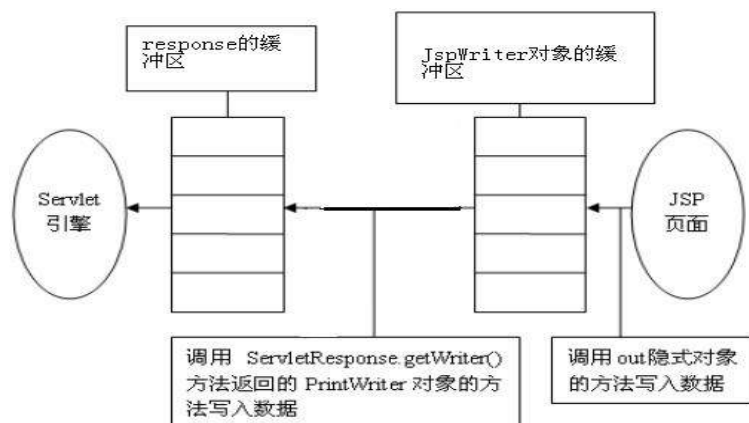 response的缓
冲区
JspWriter对象的缓
冲区
Servlet
引擎
JSP
页面
调用 ServletResponse.getWriter()
方法返回的 PrintWriter 对象的方
法写入数据
调用 out隐式对象
的方法写入数据